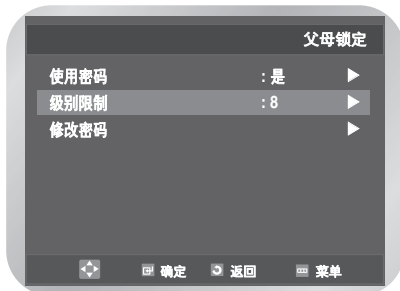 父母锁定
使用密码 : 是 ▶
级别限制 : 8 ▶
修改密码 ▶
确定 返回 菜单